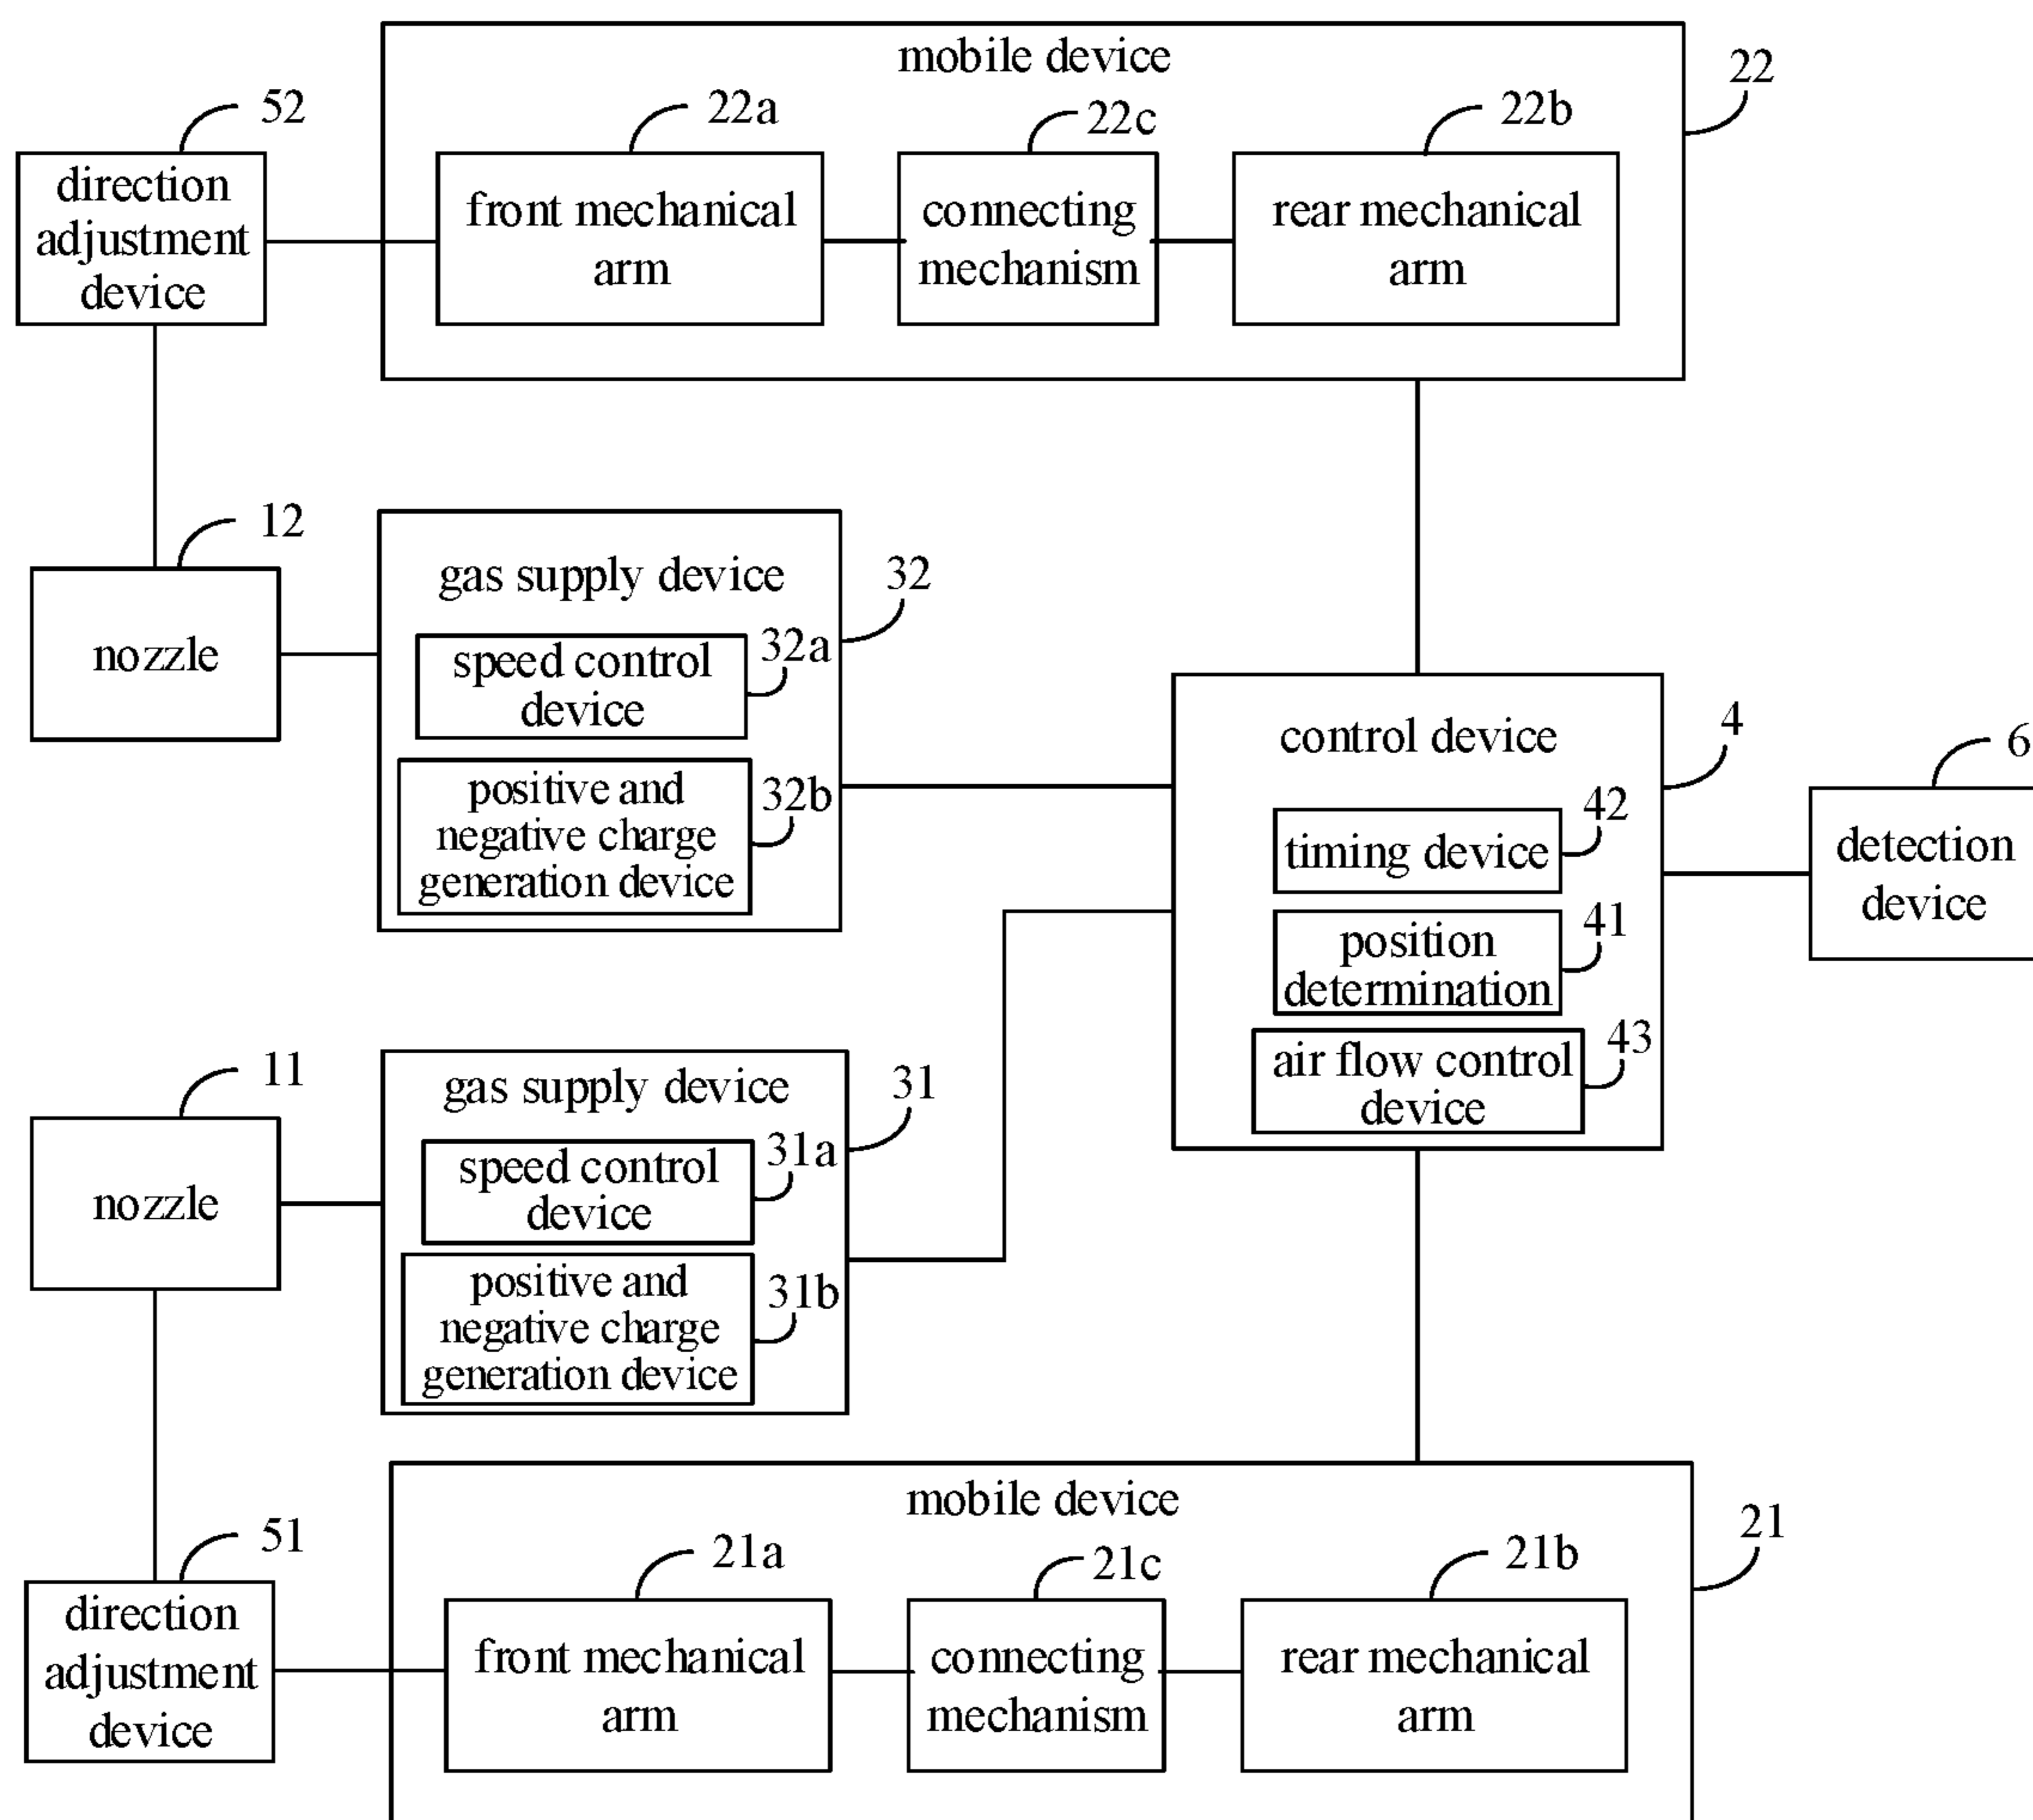 mobile device
22
52
22a
22c
22b
direction
adjustment
device
front mechanical
arm
connecting
mechanism
rear mechanical
arm
12
nozzle
gas supply device
32
speed control
device
32a
positive and
negative charge
generation device
32b
control device
4
timing device
42
position
determination
41
air flow control
device
43
6
detection
device
11
nozzle
gas supply device
31
speed control
device
31a
positive and
negative charge
generation device
31b
mobile device
21
51
21a
21c
21b
direction
adjustment
device
front mechanical
arm
connecting
mechanism
rear mechanical
arm